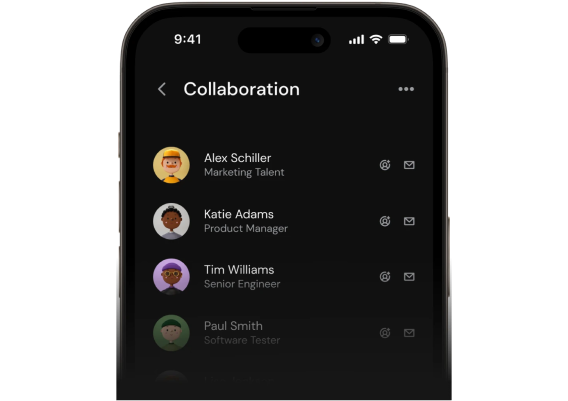 9:41
Collaboration
Alex Schiller
Marketing Talent
Katie Adams
Product Manager
Tim Williams
Senior Engineer
Paul Smith
Software Tester